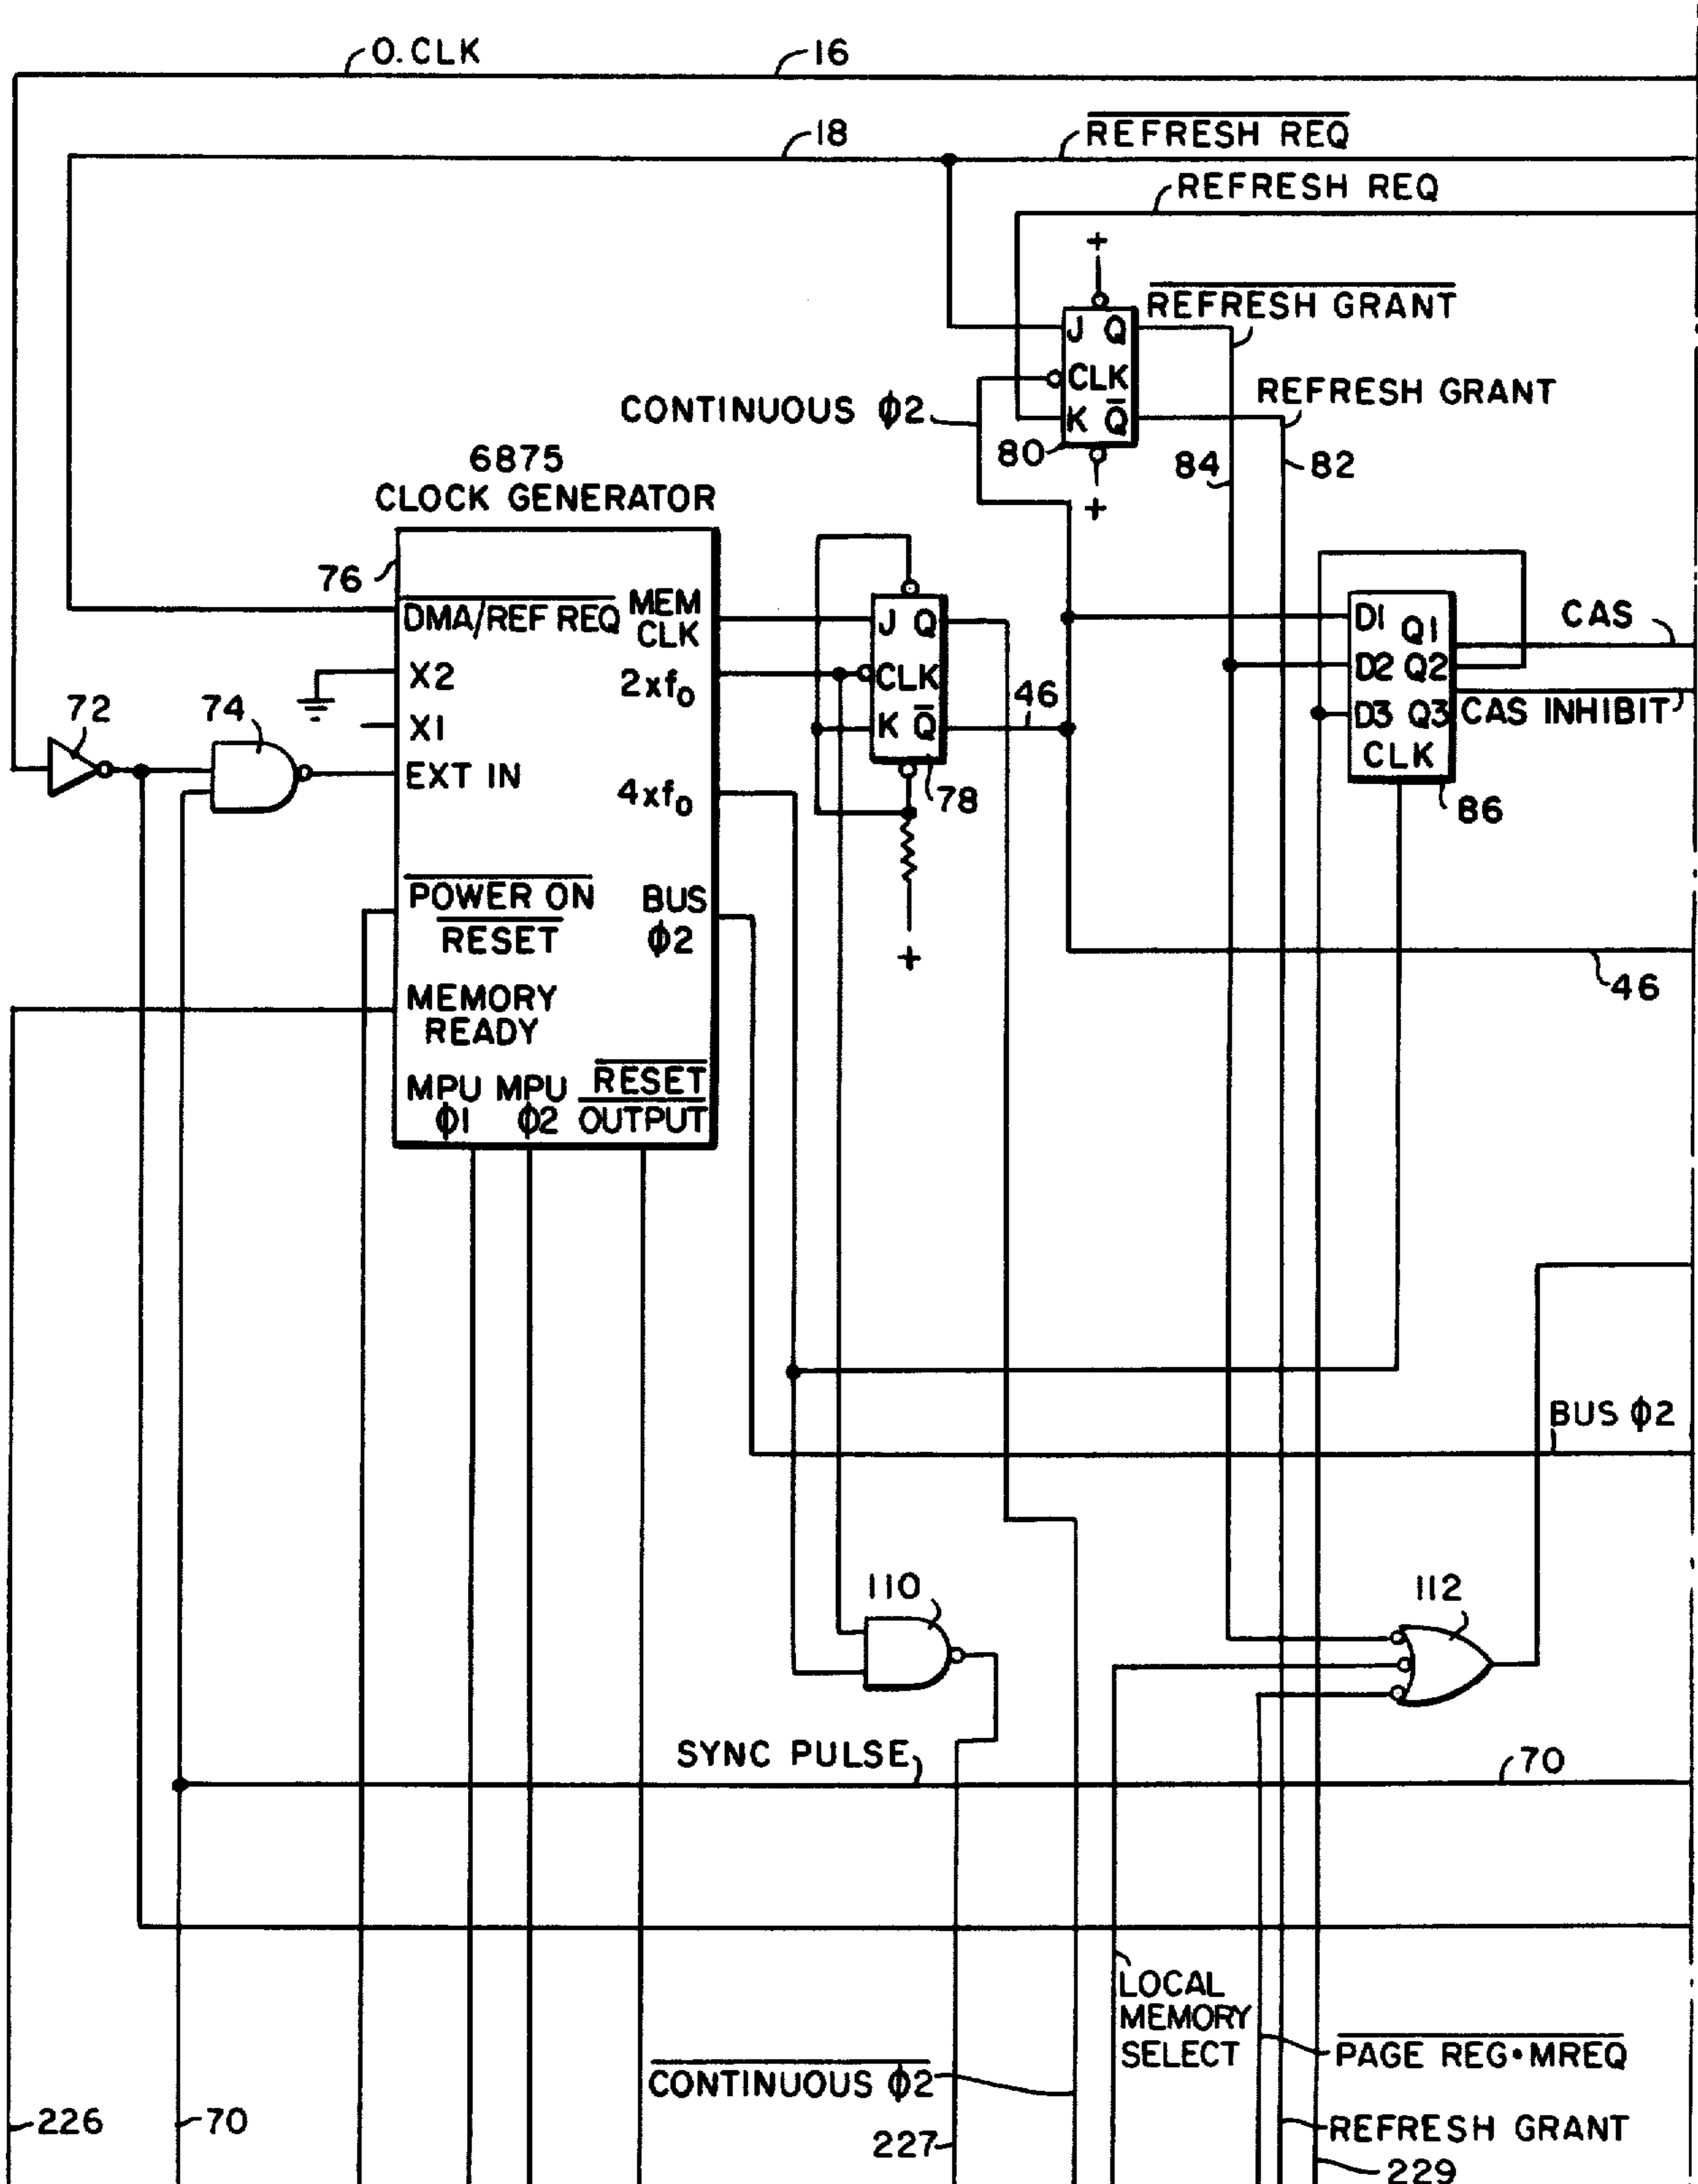 O.CLK
16
18
REFRESH REQ
REFRESH REQ
+
REFRESH GRANT
J Q
CLK
K Q
CONTINUOUS ϕ2
REFRESH GRANT
80
84
82
+
6875
CLOCK GENERATOR
76
DMA/REF REQ
MEM
CLK
X2
2xf0
X1
EXT IN
4xf0
POWER ON
RESET
BUS
ϕ2
MEMORY
READY
MPU
ϕ1
MPU
ϕ2
RESET
OUTPUT
72
74
J Q
CLK
K Q
78
+
46
D1 Q1
D2 Q2
D3 Q3
CLK
CAS
CAS INHIBIT
86
46
BUS ϕ2
110
112
SYNC PULSE
70
LOCAL
MEMORY
SELECT
PAGE REG•MREQ
CONTINUOUS ϕ2
226
70
227
REFRESH GRANT
229